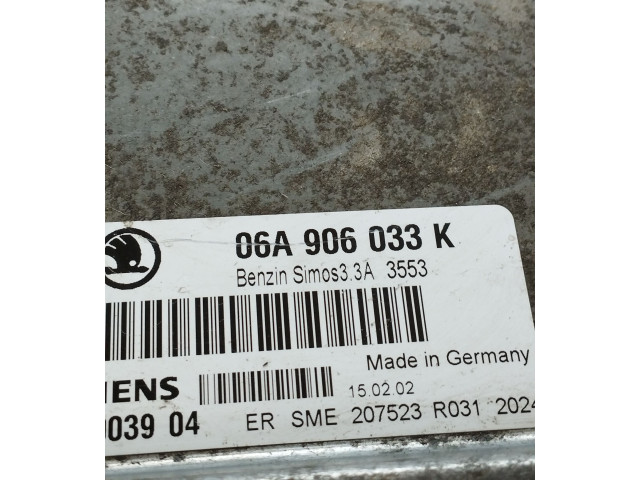 06A 906 033 K
Benzin Simos3.3A 3553
Made in Germany
15.02.02
039 04 ER SME 207523 R031 2024